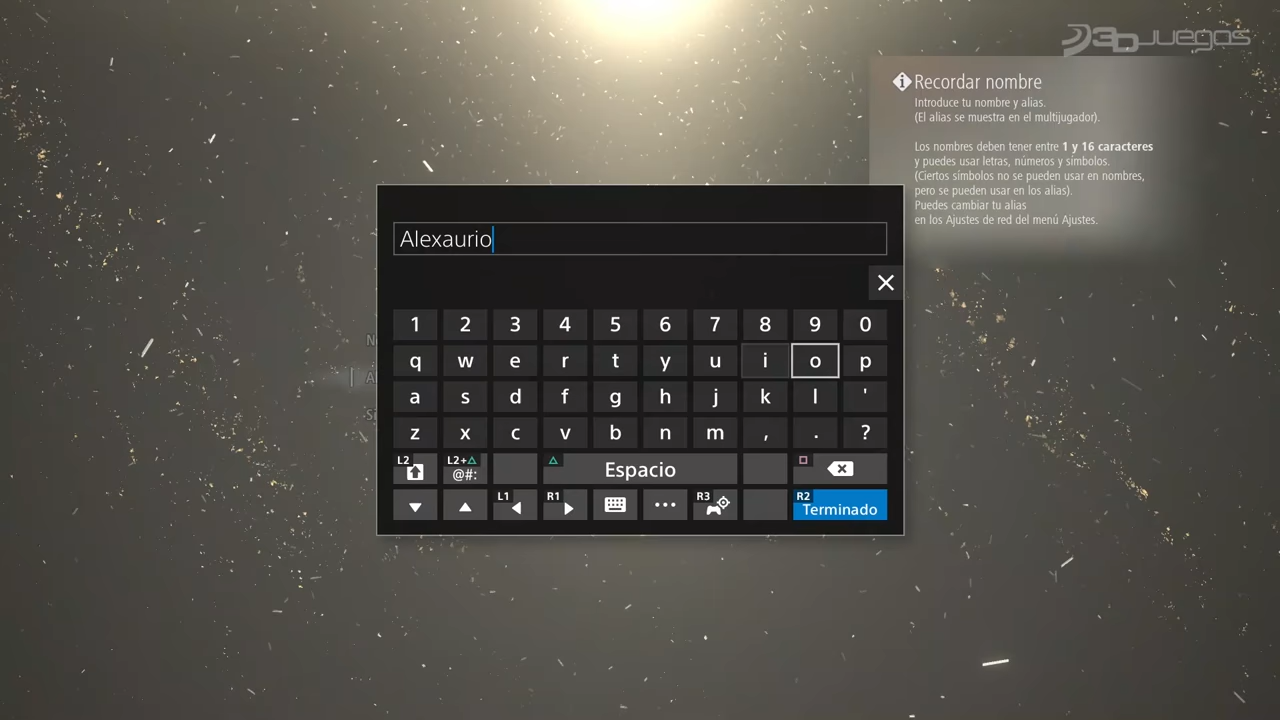 3DJuegos
Recordar nombre
Introduce tu nombre y alias.
(El alias se muestra en el multijugador).
Los nombres deben tener entre 1 y 16 caracteres
y puedes usar letras, números y símbolos.
(Ciertos símbolos no se pueden usar en nombres,
pero se pueden usar en los alias).
Puedes cambiar tu alias
en los Ajustes de red del menú Ajustes.
Alexaurio
1 2 3 4 5 6 7 8 9 0
q w e r t y u i o p
a s d f g h j k l '
z x c v b n m , . ?
L2 L2+△ @#: Espacio
L1 R1 ... R3 R2 Terminado